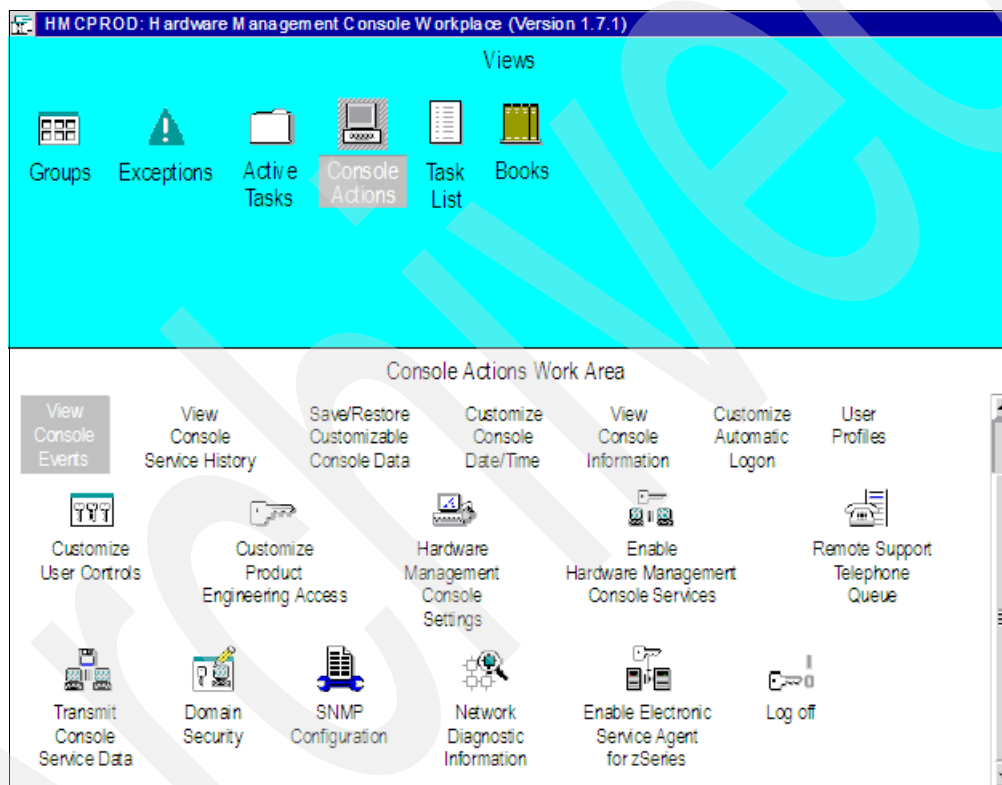 HMCPROD: Hardware Management Console Workplace (Version 1.7.1)
Views
Groups
Exceptions
Active
Tasks
Console
Actions
Task
List
Books
Console Actions Work Area
View
Console
Events
View
Console
Service History
Save/Restore
Customizable
Console Data
Customize
Console
Date/Time
View
Console
Information
Customize
Automatic
Logon
User
Profiles
Customize
User Controls
Customize
Product
Engineering Access
Hardware
Management
Console
Settings
Enable
Hardware Management
Console Services
Remote Support
Telephone
Queue
Transmit
Console
Service Data
Domain
Security
SNMP
Configuration
Network
Diagnostic
Information
Enable Electronic
Service Agent
for zSeries
Log off